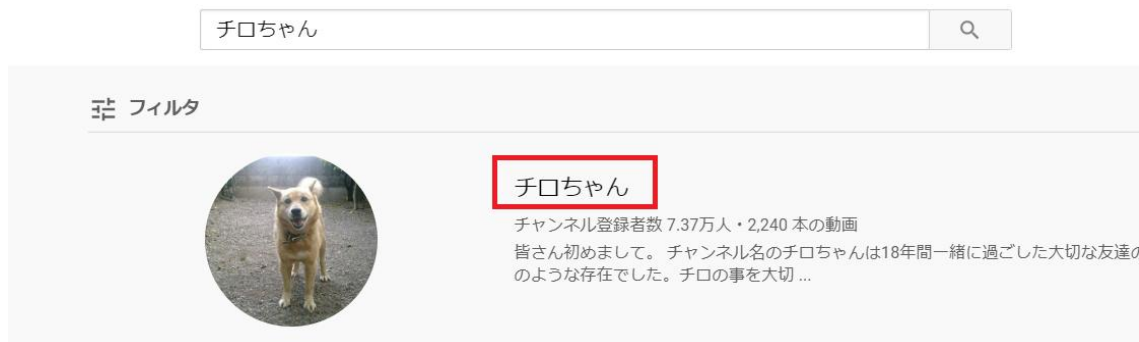 チロちゃん
フィルタ
チロちゃん
チャンネル登録者数 7.37万人・2,240 本の動画
皆さん初めまして。 チャンネル名のチロちゃんは18年間一緒に過ごした大切な友達の
のような存在でした。チロの事を大切 ...